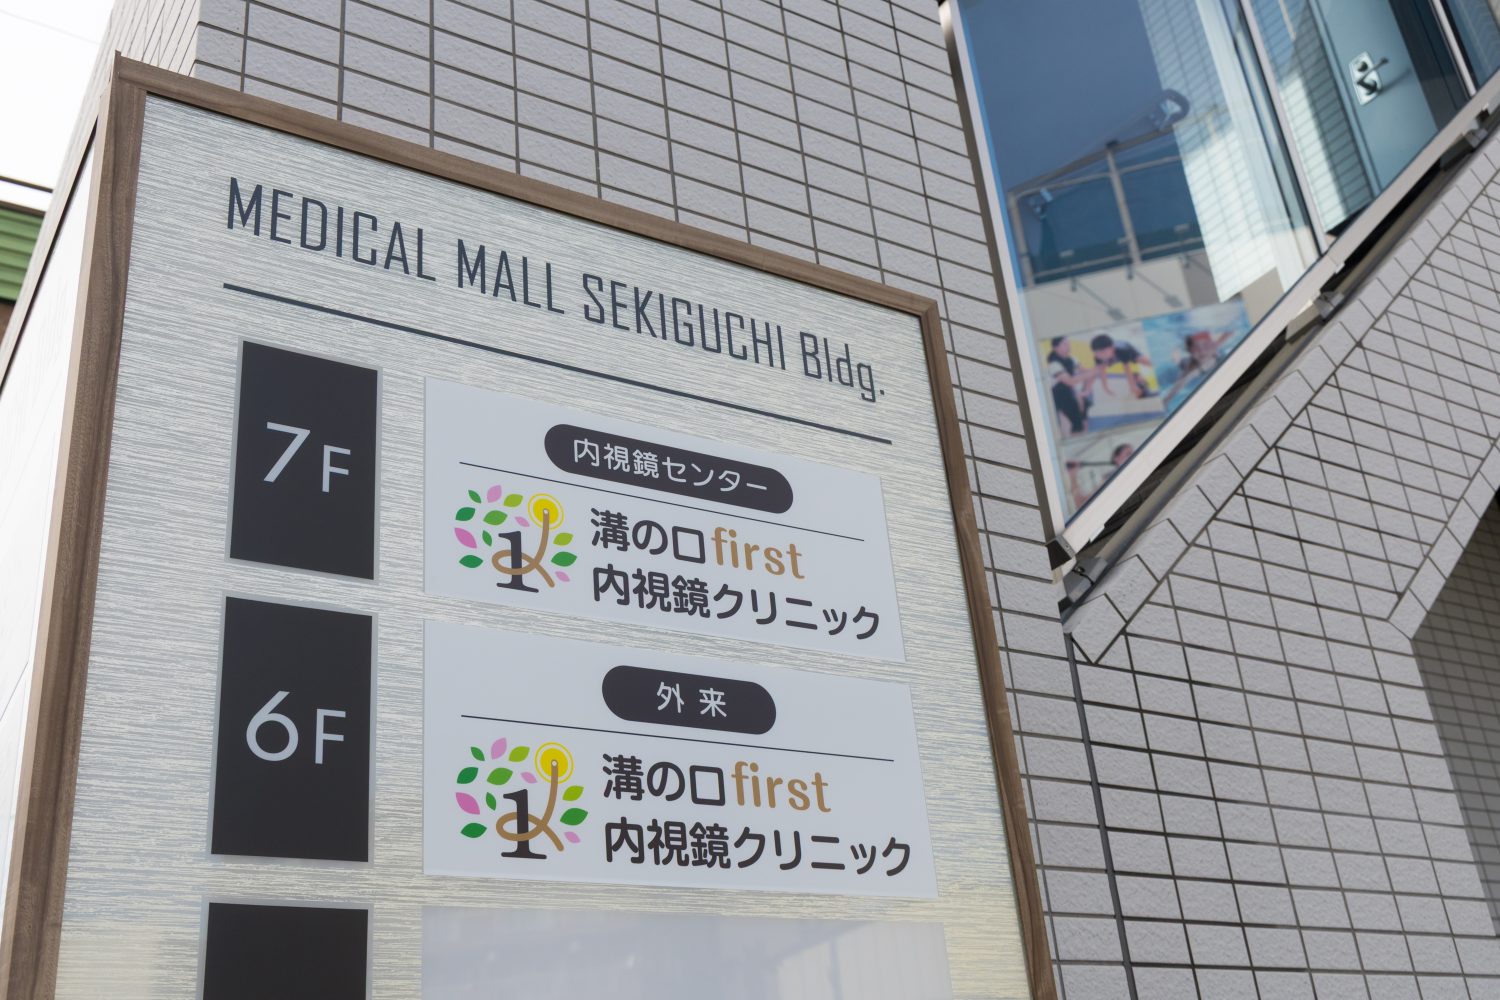 MEDICAL MALL SEKIGUCHI Bldg.
7F
内視鏡センター
1
溝の口first
内視鏡クリニック
6F
外来
1
溝の口first
内視鏡クリニック